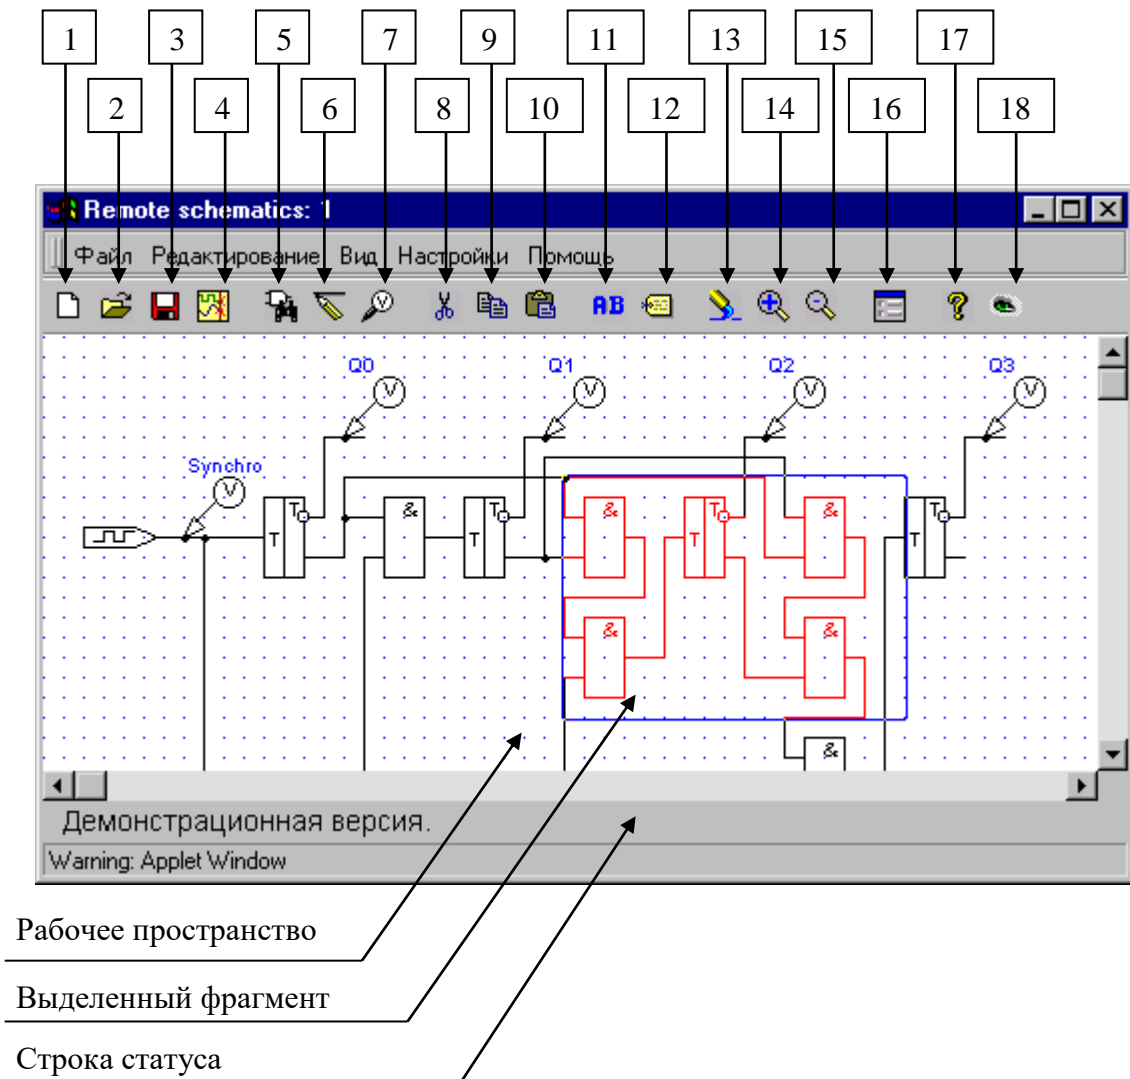 1 3 5 7 9 11 13 15 17
2 4 6 8 10 12 14 16 18
Remote schematics: 1
Файл Редактирование Вид Настройки Помощь
V AB ?
Q0 Q1 Q2 Q3
V V V V
Synchro
V
T & T & T & T
T T T T
& &
&
Демонстрационная версия.
Warning: Applet Window
Рабочее пространство
Выделенный фрагмент
Строка статуса